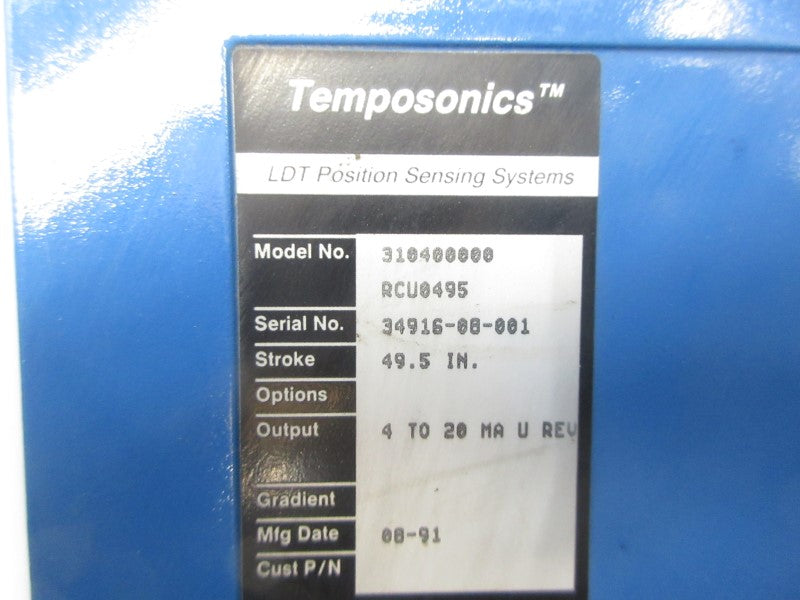 Temposonics™
LDT Position Sensing Systems
Model No. 310400000
RCU0495
Serial No. 34916-08-001
Stroke 49.5 IN.
Options
Output 4 TO 20 MA U REV
Gradient
Mfg Date 08-91
Cust P/N